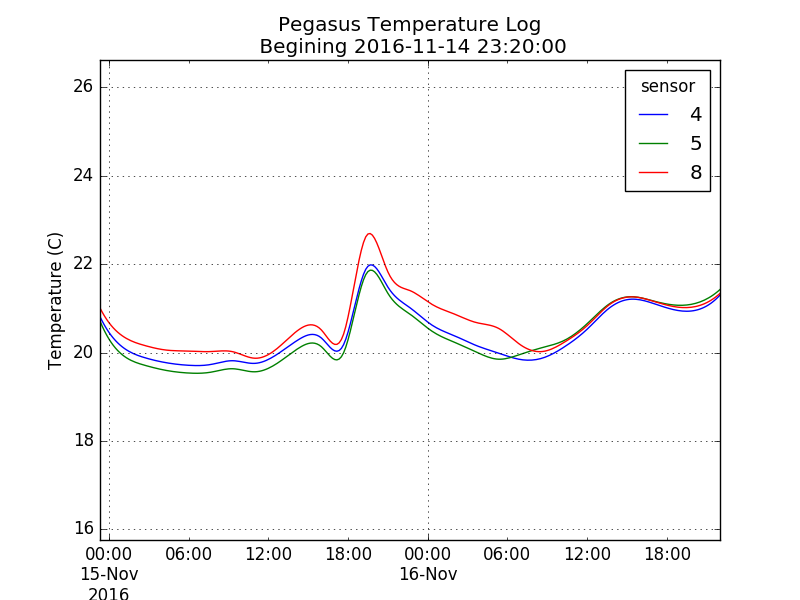 Pegasus Temperature Log
Begining 2016-11-14 23:20:00
sensor
4
5
8
Temperature (C)
26
24
22
20
18
16
00:00 06:00 12:00 18:00 00:00 06:00 12:00 18:00
15-Nov 16-Nov
2016